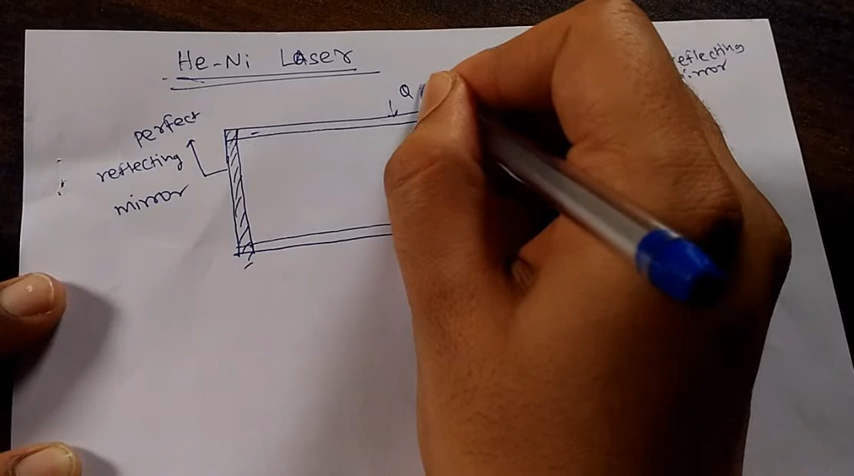 He-Ni Laser
perfect
reflecting
mirror
Q
reflecting